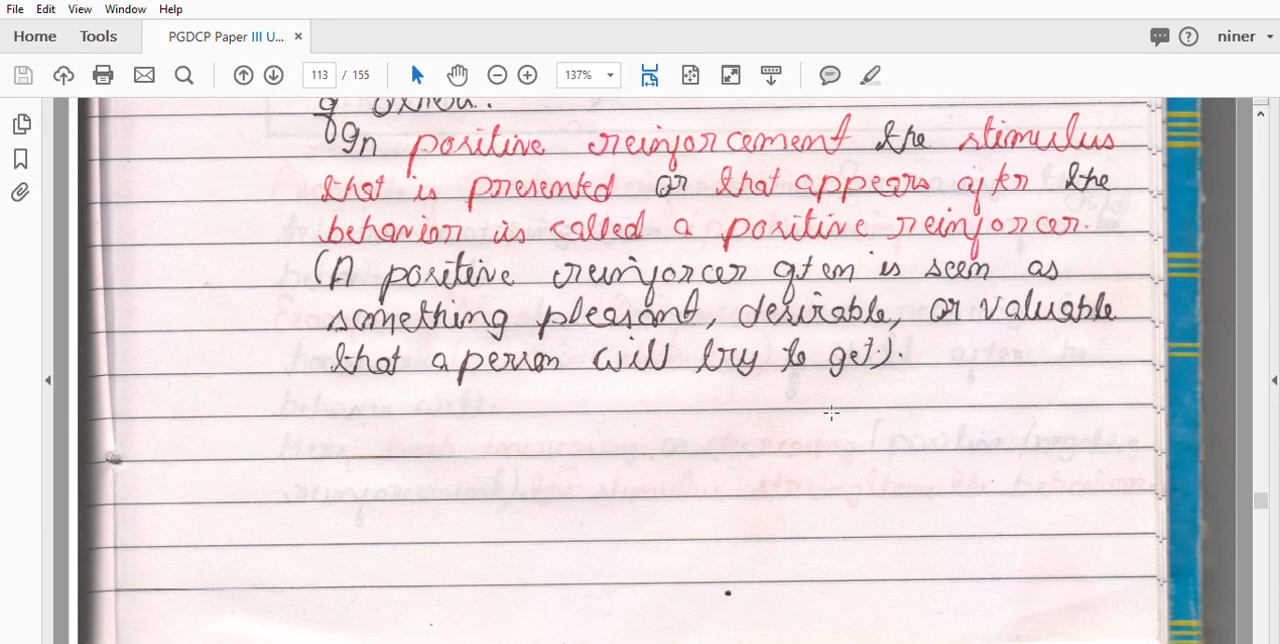 File Edit View Window Help
Home Tools PGDCP Paper III U... × niner
113 / 155 137%
In positive reinforcement the stimulus
that is presented or that appears after the
behavior is called a positive reinforcer.
(A positive reinforcer often is seen as
something pleasant, desirable, or valuable
that a person will try to get).